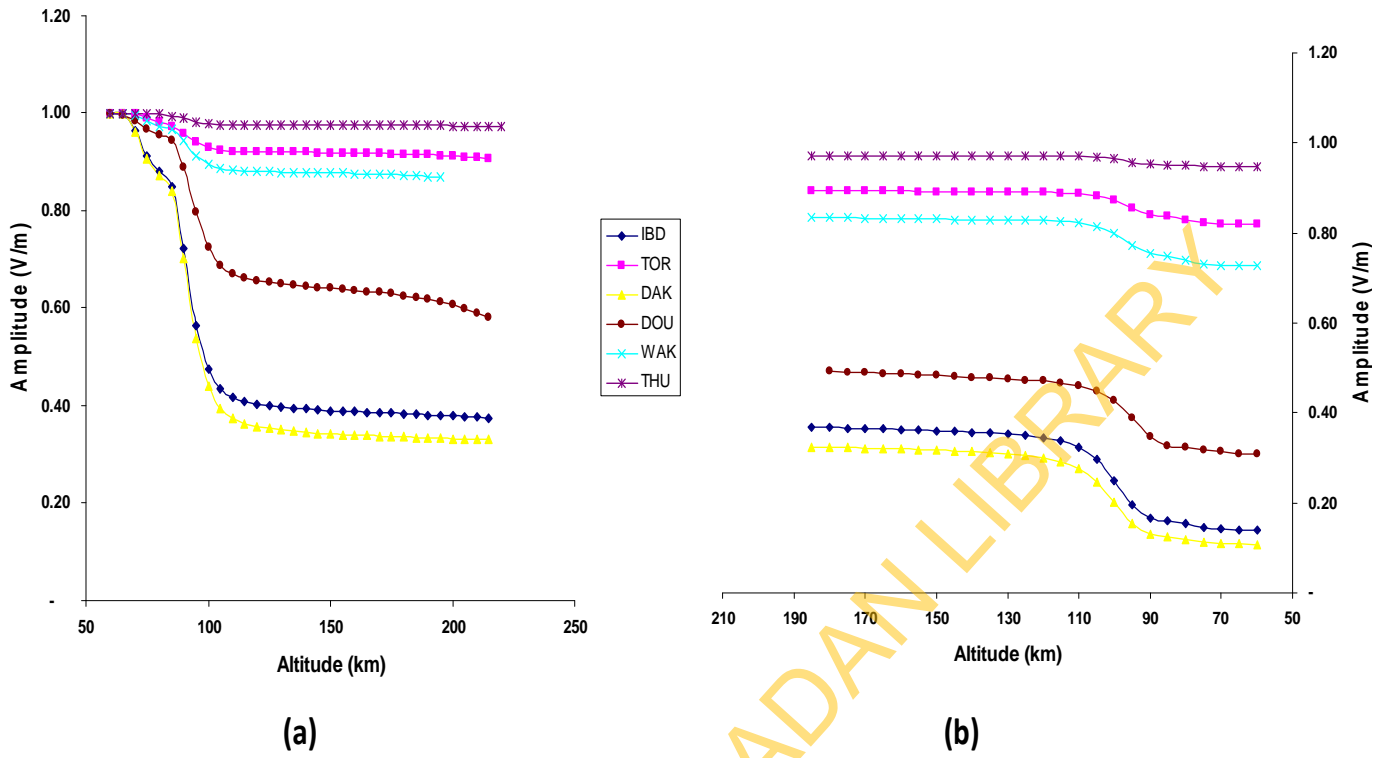 1.20
1.00
0.80
0.60
0.40
0.20
-
Amplitude (V/m)
50
100
150
200
250
Altitude (km)
(a)
IBD
TOR
DAK
DOU
WAK
THU
1.20
1.00
0.80
0.60
0.40
0.20
-
Amplitude (V/m)
210
190
170
150
130
110
90
70
50
Altitude (km)
(b)
ADAN LIBRARY